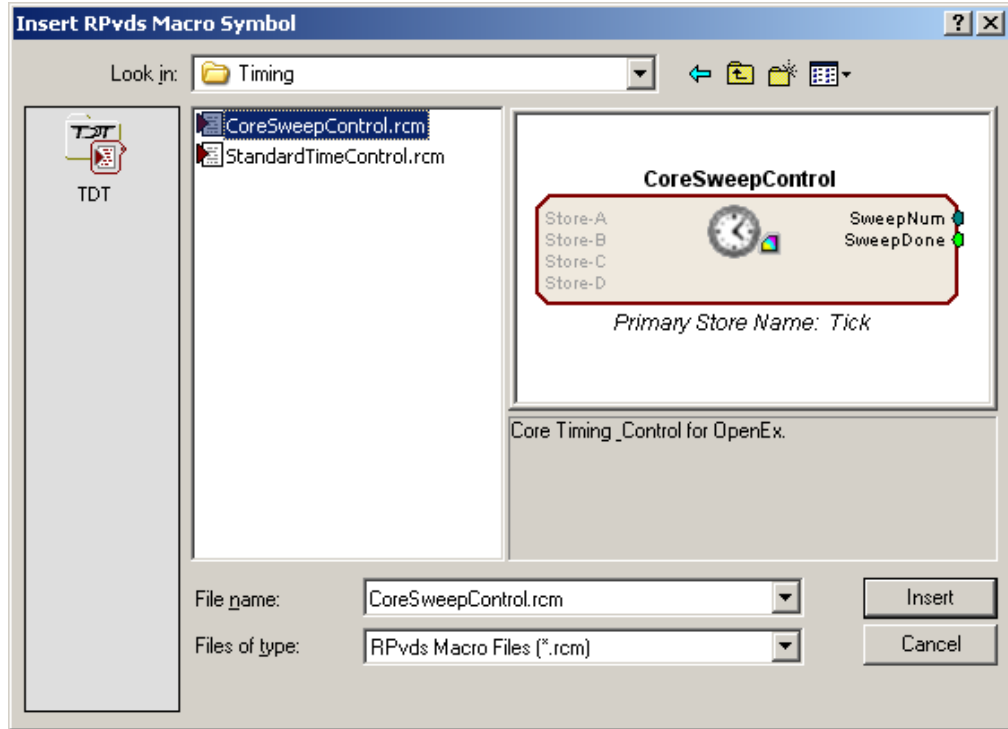 Insert RPvds Macro Symbol
Look in:
Timing
TDT
TDT
CoreSweepControl.rcm
StandardTimeControl.rcm
CoreSweepControl
Store-A
Store-B
Store-C
Store-D
SweepNum
SweepDone
Primary Store Name: Tick
Core Timing_Control for OpenEx.
File name:
CoreSweepControl.rcm
Insert
Files of type:
RPvds Macro Files (*.rcm)
Cancel